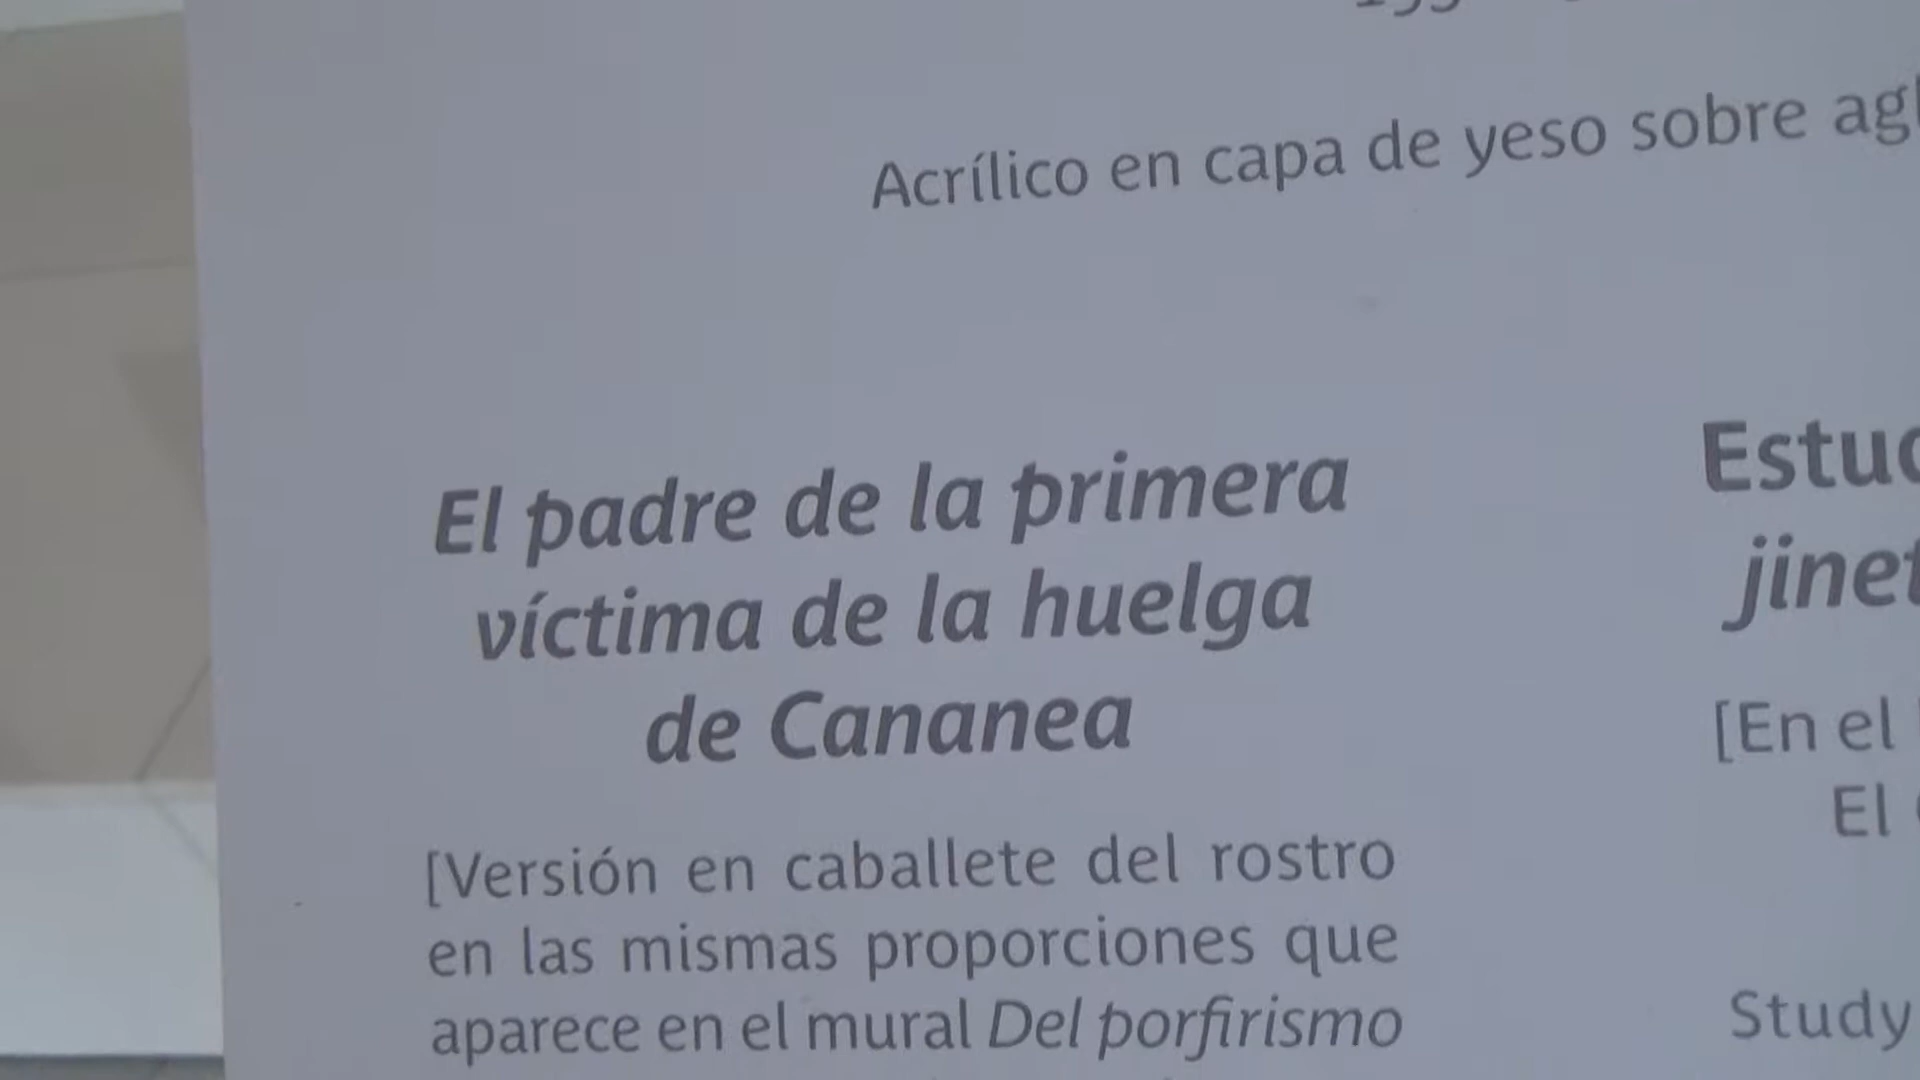 Acrílico en capa de yeso sobre
El padre de la primera
víctima de la huelga
de Cananea
[Versión en caballete del rostro
en las mismas proporciones que
aparece en el mural Del porfirismo
[En el
El
Study